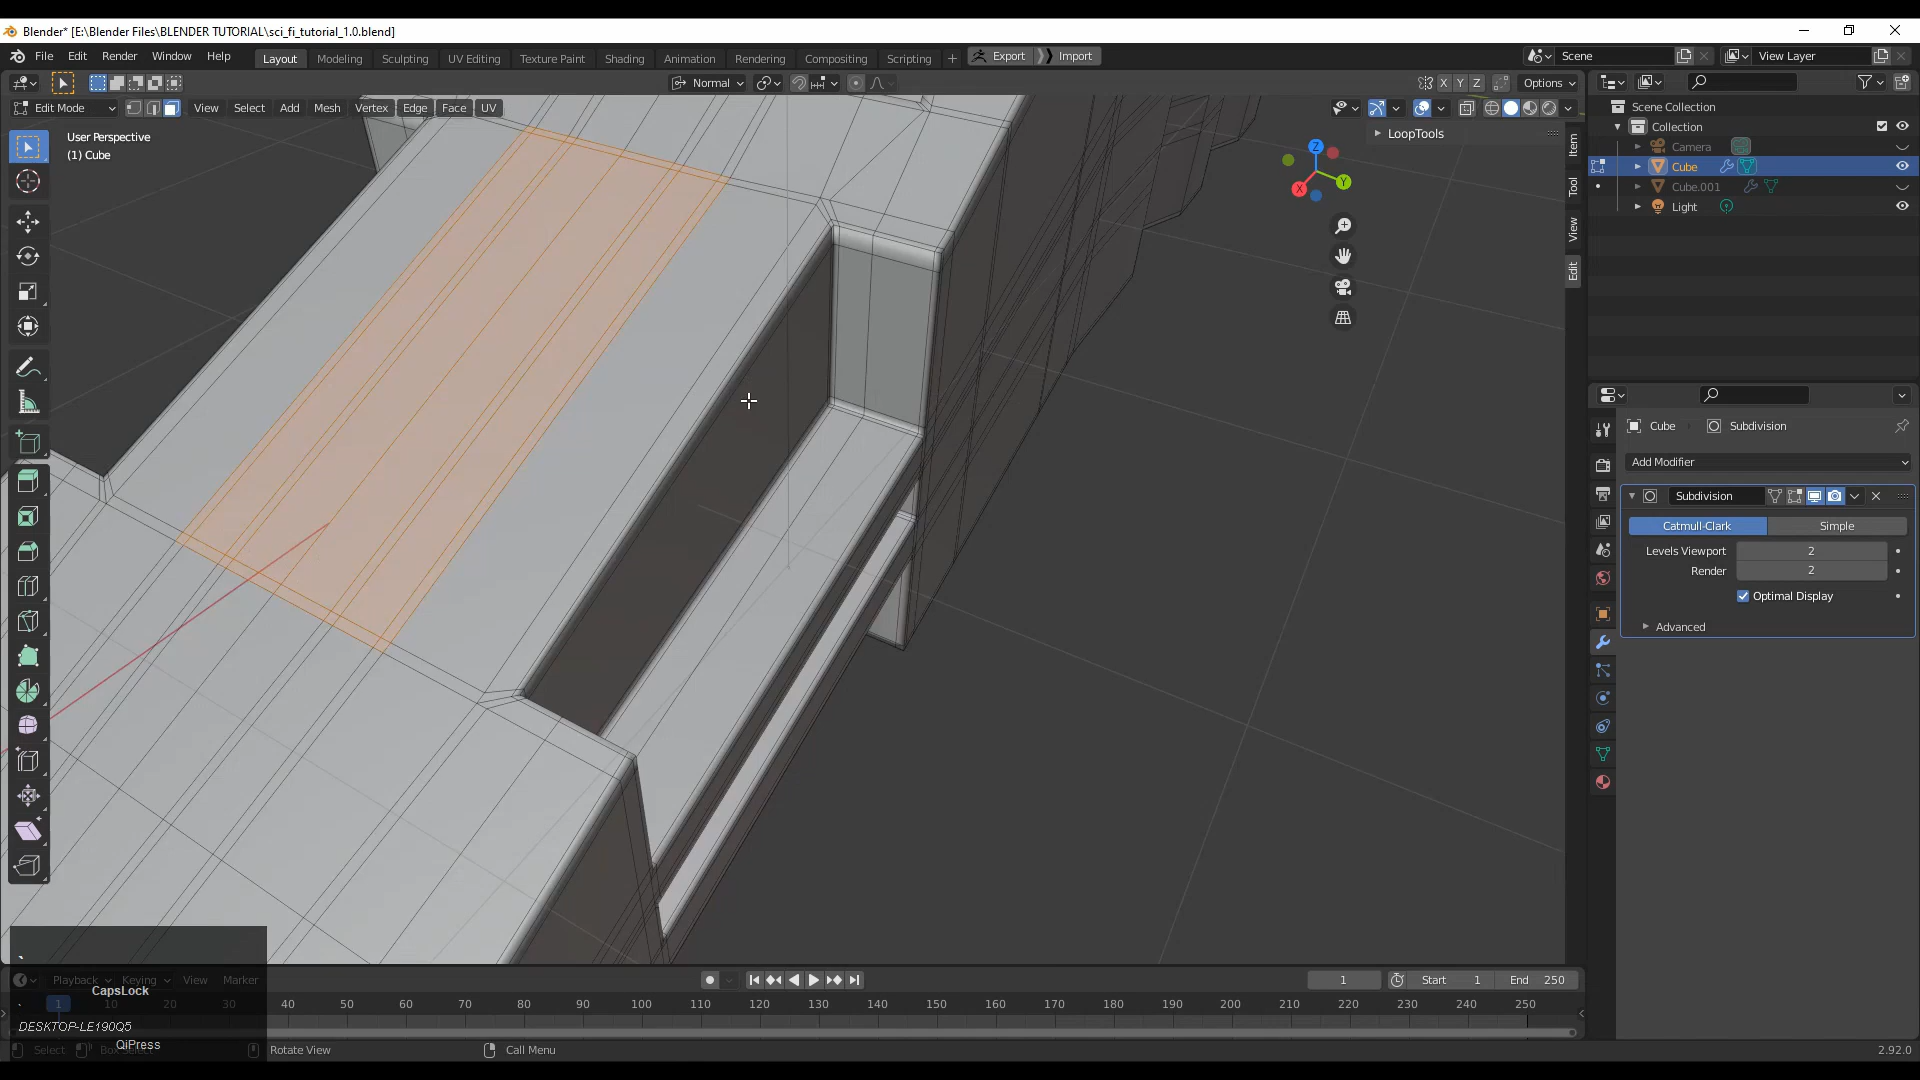 Blender* [E:\Blender Files\BLENDER TUTORIAL\sci_fi_tutorial_1.0.blend]
File Edit Render Window Help Layout Modeling Sculpting UV Editing Texture Paint Shading Animation Rendering Compositing Scripting + Export Import Scene View Layer
Normal X Y Z Options
Edit Mode View Select Add Mesh Vertex Edge Face UV
User Perspective
(1) Cube
LoopTools
Item
Tool
View
Edit
Z
Y
X
Scene Collection
Collection
Camera
Cube
Cube.001
Light
Cube Subdivision
Add Modifier
Subdivision
Catmull-Clark Simple
Levels Viewport 2
Render 2
Optimal Display
Advanced
Playback Keying View Marker 1 Start 1 End 250
CapsLock
1 10 20 30 40 50 60 70 80 90 100 110 120 130 140 150 160 170 180 190 200 210 220 230 240 250
DESKTOP-LE190Q5
QiPress
Select Box Select Rotate View Call Menu 2.92.0